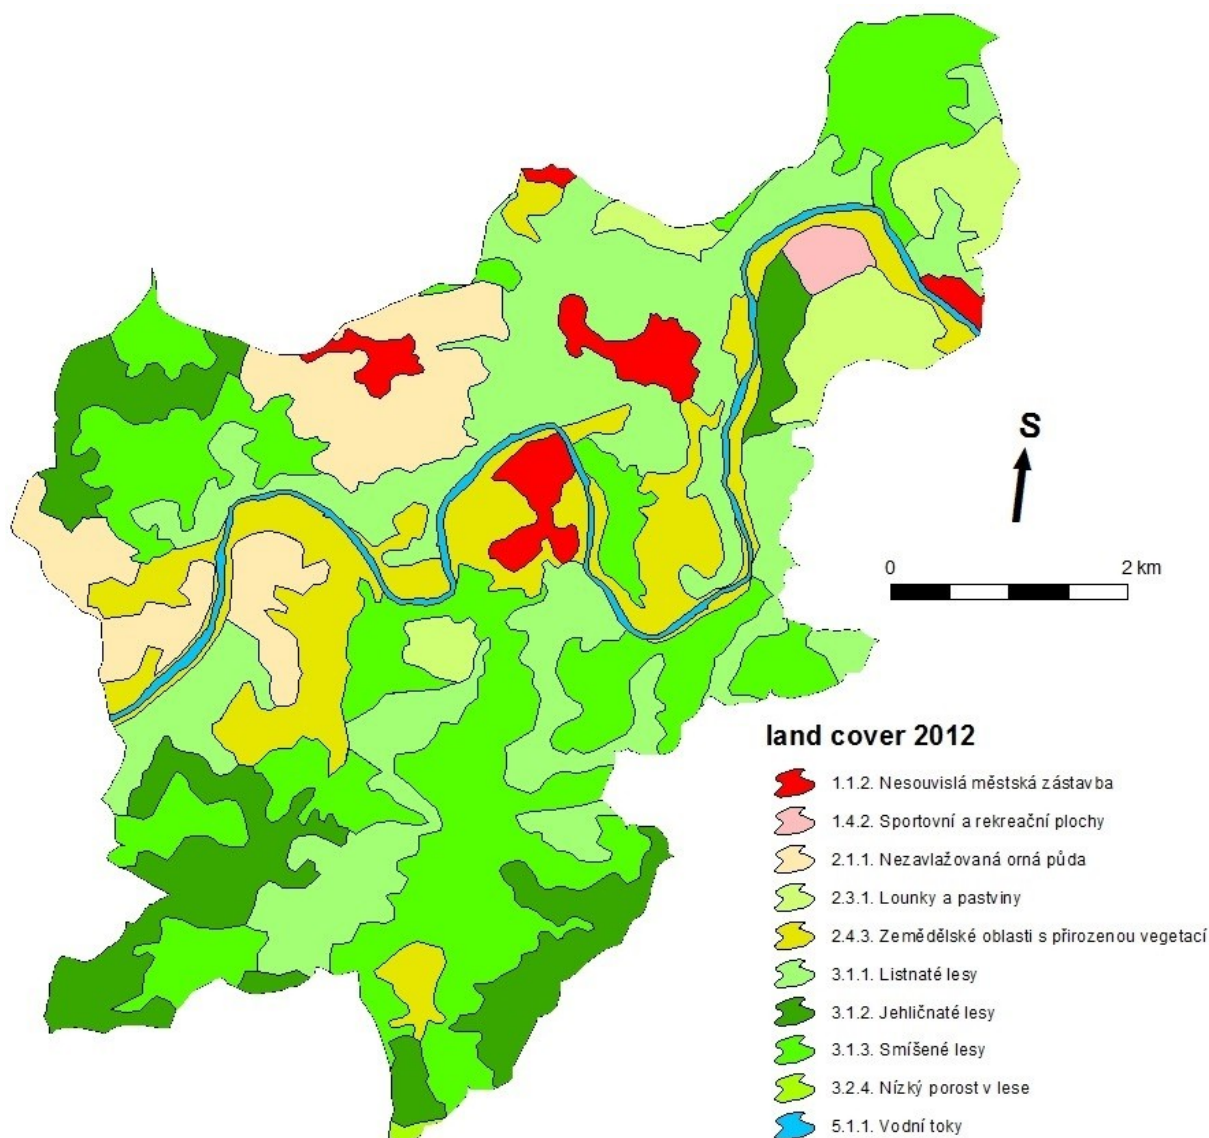 S
0 2 km
land cover 2012
1.1.2. Nesouvislá městská zástavba
1.4.2. Sportovní a rekreační plochy
2.1.1. Nezavlažovaná orná půda
2.3.1. Lounky a pastviny
2.4.3. Zemědělské oblasti s přirozenou vegetací
3.1.1. Listnaté lesy
3.1.2. Jehličnaté lesy
3.1.3. Smíšené lesy
3.2.4. Nízký porost v lese
5.1.1. Vodní toky